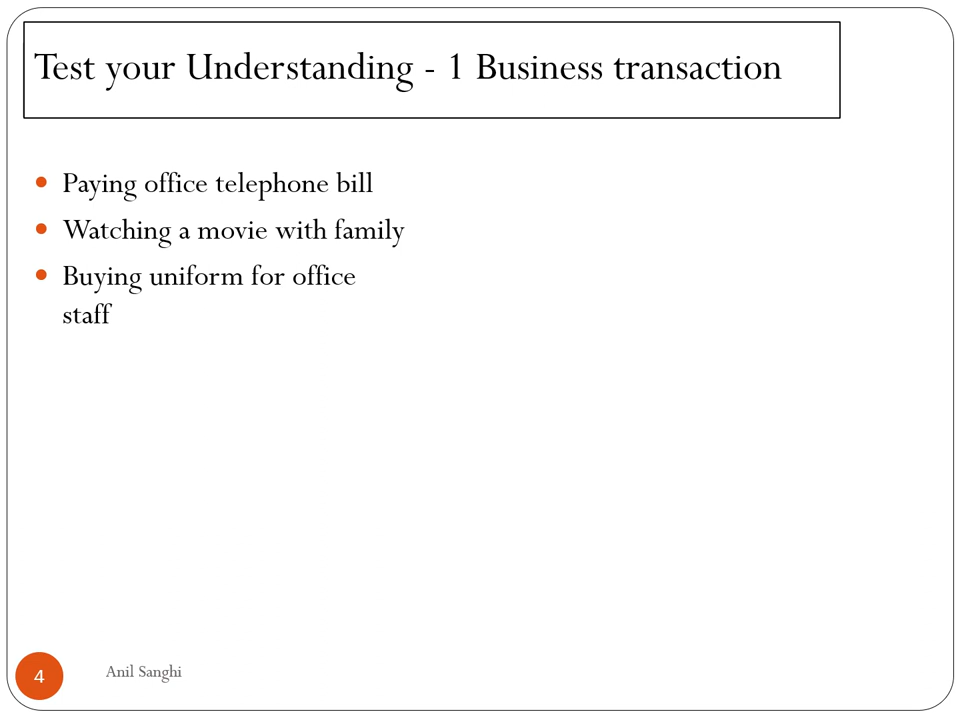 Test your Understanding - 1 Business transaction
Paying office telephone bill
Watching a movie with family
Buying uniform for office
staff
4
Anil Sanghi